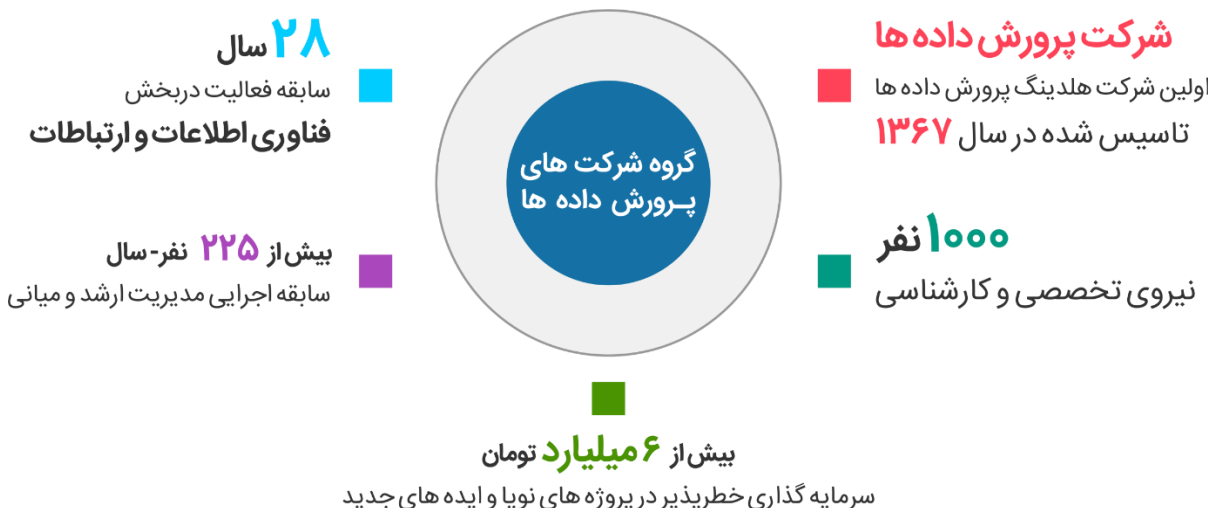 شرکت پرورش داده ها
اولین شرکت هلدینگ پرورش داده ها
تاسیس شده در سال ۱۳۶۷
۲۸ سال
سابقه فعالیت دربخش
فناوری اطلاعات و ارتباطات
گروه شرکت های
پــرورش داده ها
۱۰۰۰ نفر
نیروی تخصصی و کارشناسی
بیش از ۲۲۵ نفر-سال
سابقه اجرایی مدیریت ارشد و میانی
بیش از ۶ میلیارد تومان
سرمایه گذاری خطرپذیر در پروژه های نوپا و ایده های جدید